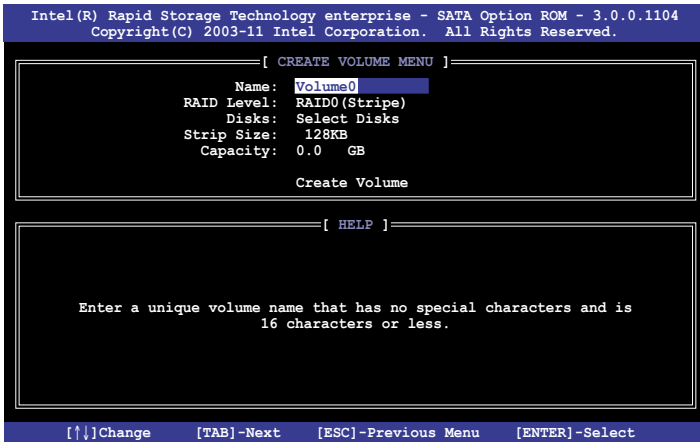 Intel(R) Rapid Storage Technology enterprise - SATA Option ROM - 3.0.0.1104
Copyright(C) 2003-11 Intel Corporation. All Rights Reserved.
[ CREATE VOLUME MENU ]
Name: Volume0
RAID Level: RAID0(Stripe)
Disks: Select Disks
Strip Size: 128KB
Capacity: 0.0 GB
Create Volume
[ HELP ]
Enter a unique volume name that has no special characters and is
16 characters or less.
[↑↓]Change [TAB]-Next [ESC]-Previous Menu [ENTER]-Select